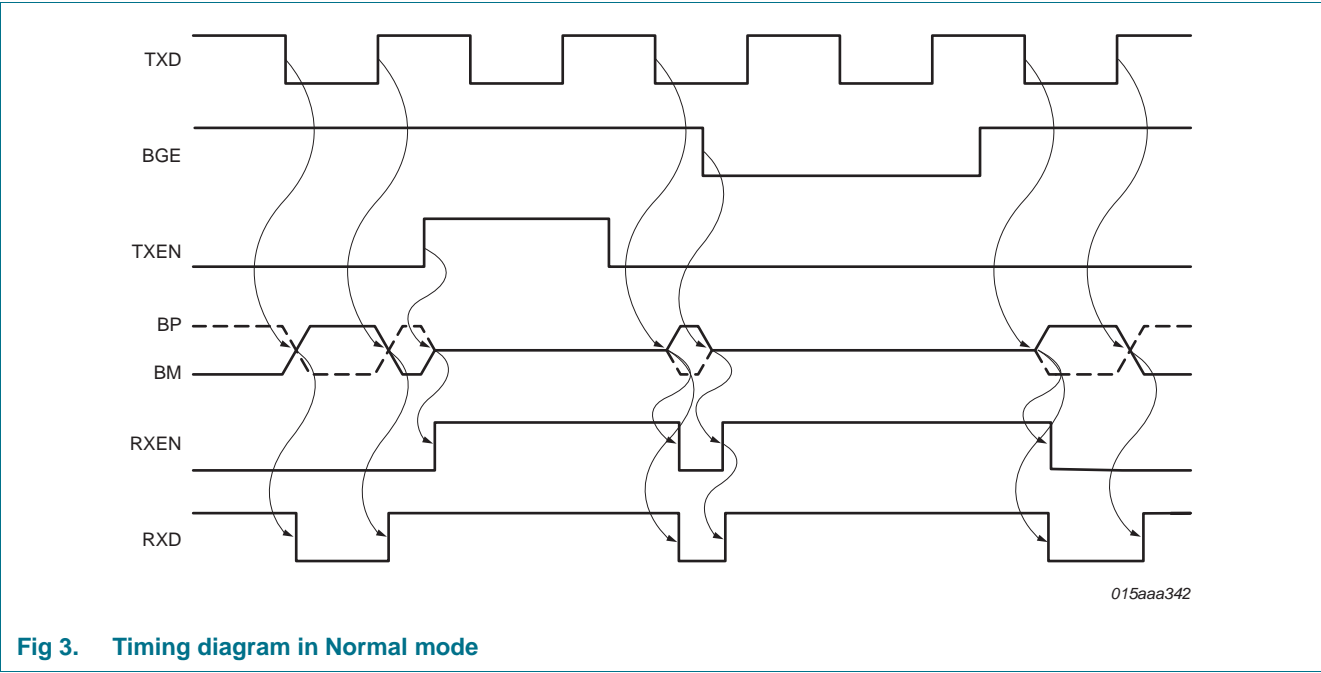 TXD
BGE
TXEN
BP
BM
RXEN
RXD
015aaa342
Fig 3. Timing diagram in Normal mode